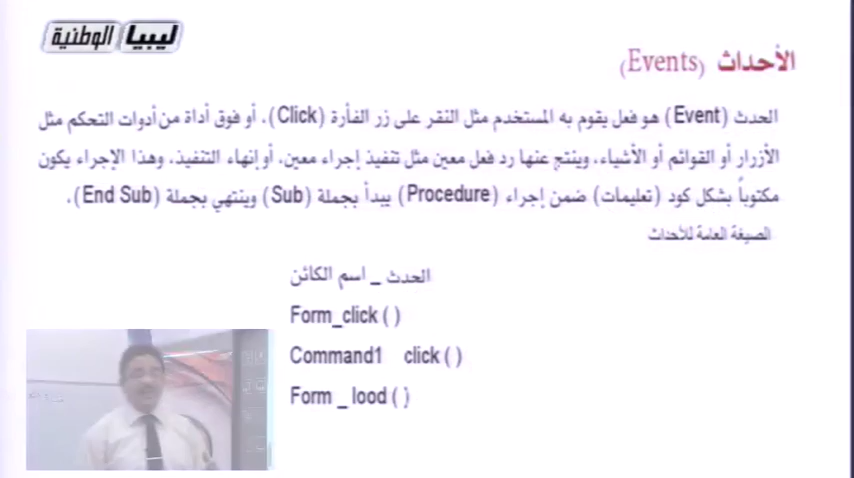 ليبيا الوطنية
الأحداث (Events)
الحدث (Event) هو فعل يقوم به المستخدم مثل النقر على زر الفأرة (Click)، أو فوق أداة من أدوات التحكم مثل
الأزرار أو القوائم أو الأشياء، وينتج عنها رد فعل معين مثل تنفيذ إجراء معين، أو إنهاء التنفيذ، وهذا الإجراء يكون
مكتوباً بشكل كود (تعليمات) ضمن إجراء (Procedure) يبدأ بجملة (Sub) وينتهي بجملة (End Sub).
الصيغة العامة للأحداث
الحدث _ اسم الكائن
Form_click ( )
Command1 click ( )
Form _ lood ( )